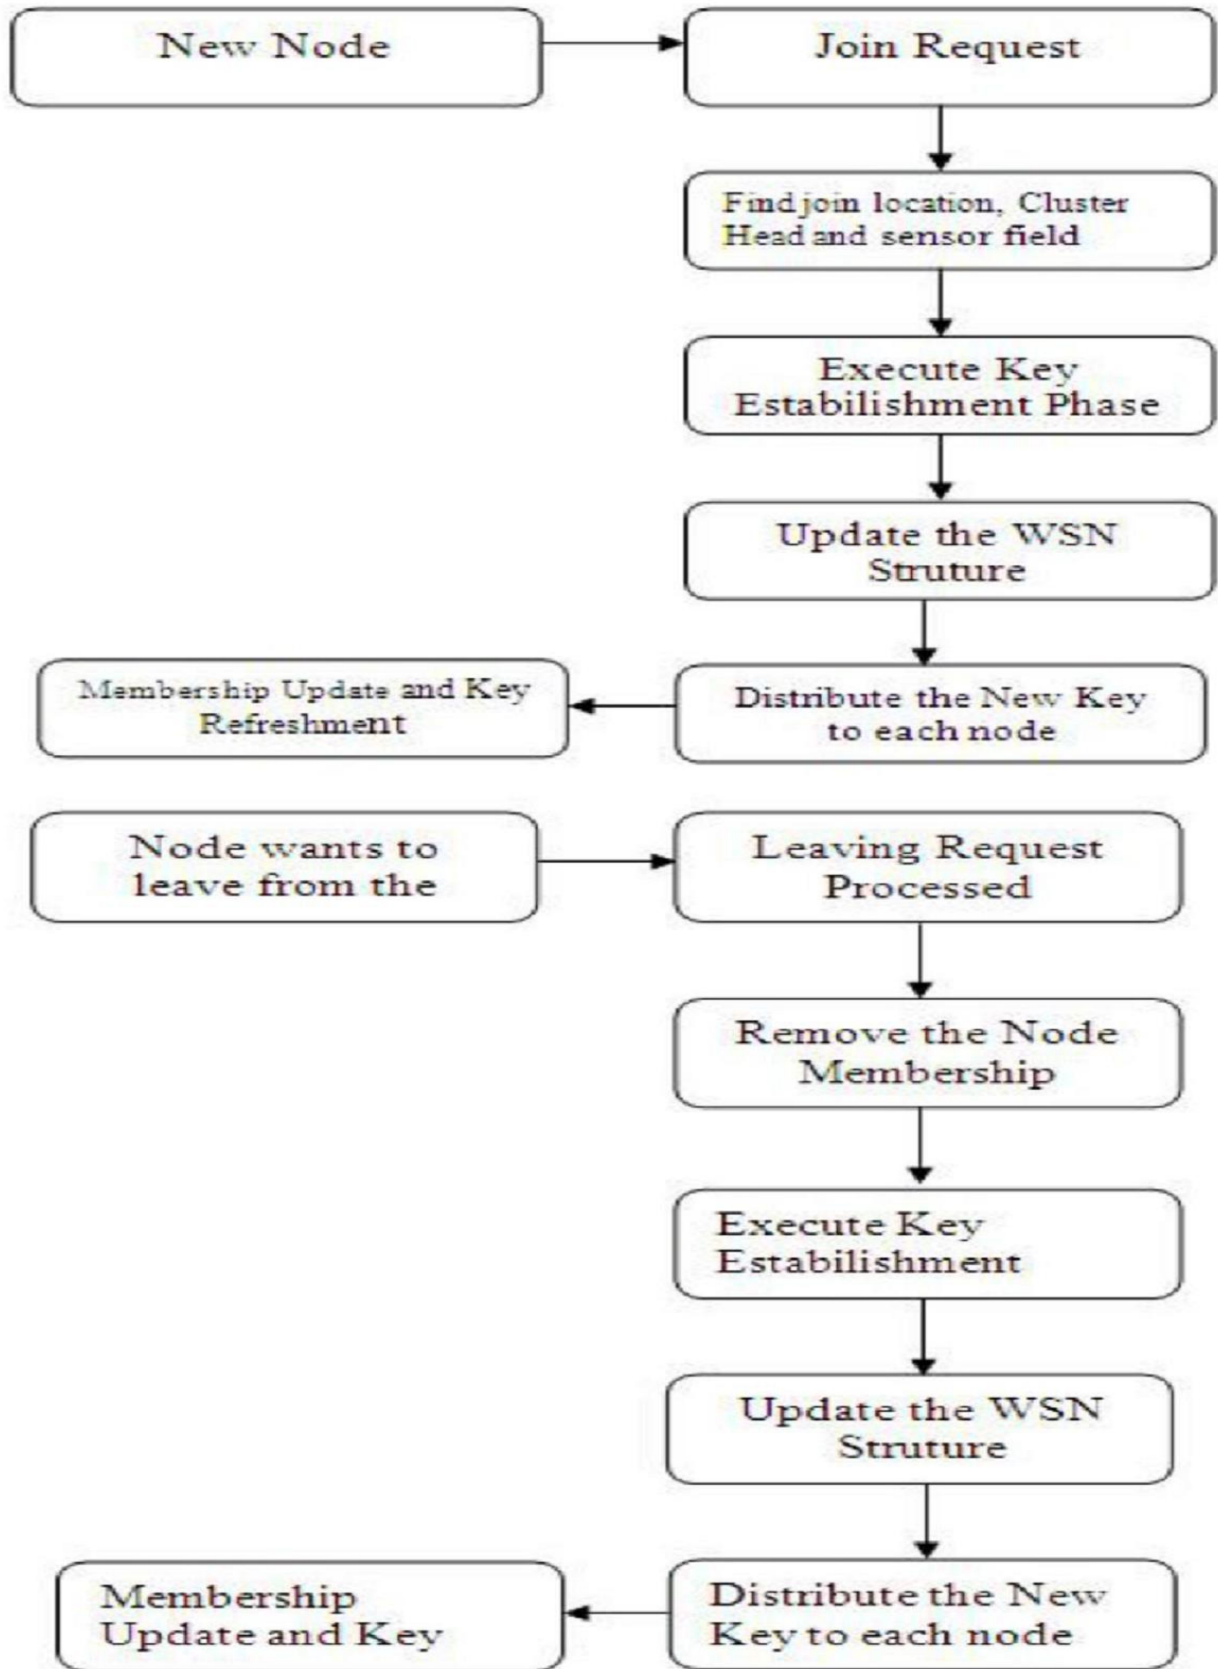 New Node
Join Request
Find join location, Cluster
Head and sensor field
Execute Key
Estabilishment Phase
Update the WSN
Struture
Distribute the New Key
to each node
Membership Update and Key
Refreshment
Node wants to
leave from the
Leaving Request
Processed
Remove the Node
Membership
Execute Key
Estabilishment
Update the WSN
Struture
Distribute the New
Key to each node
Membership
Update and Key